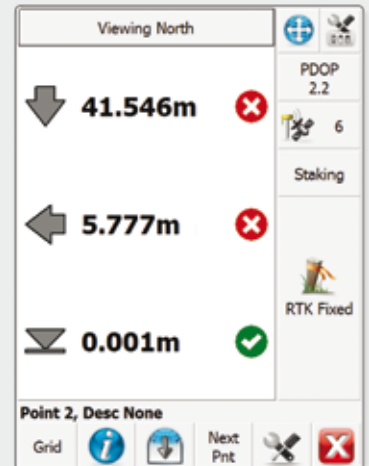 Viewing North
PDOP
2.2
41.546m
6
Staking
5.777m
RTK Fixed
0.001m
Point 2, Desc None
Grid
Next
Pnt